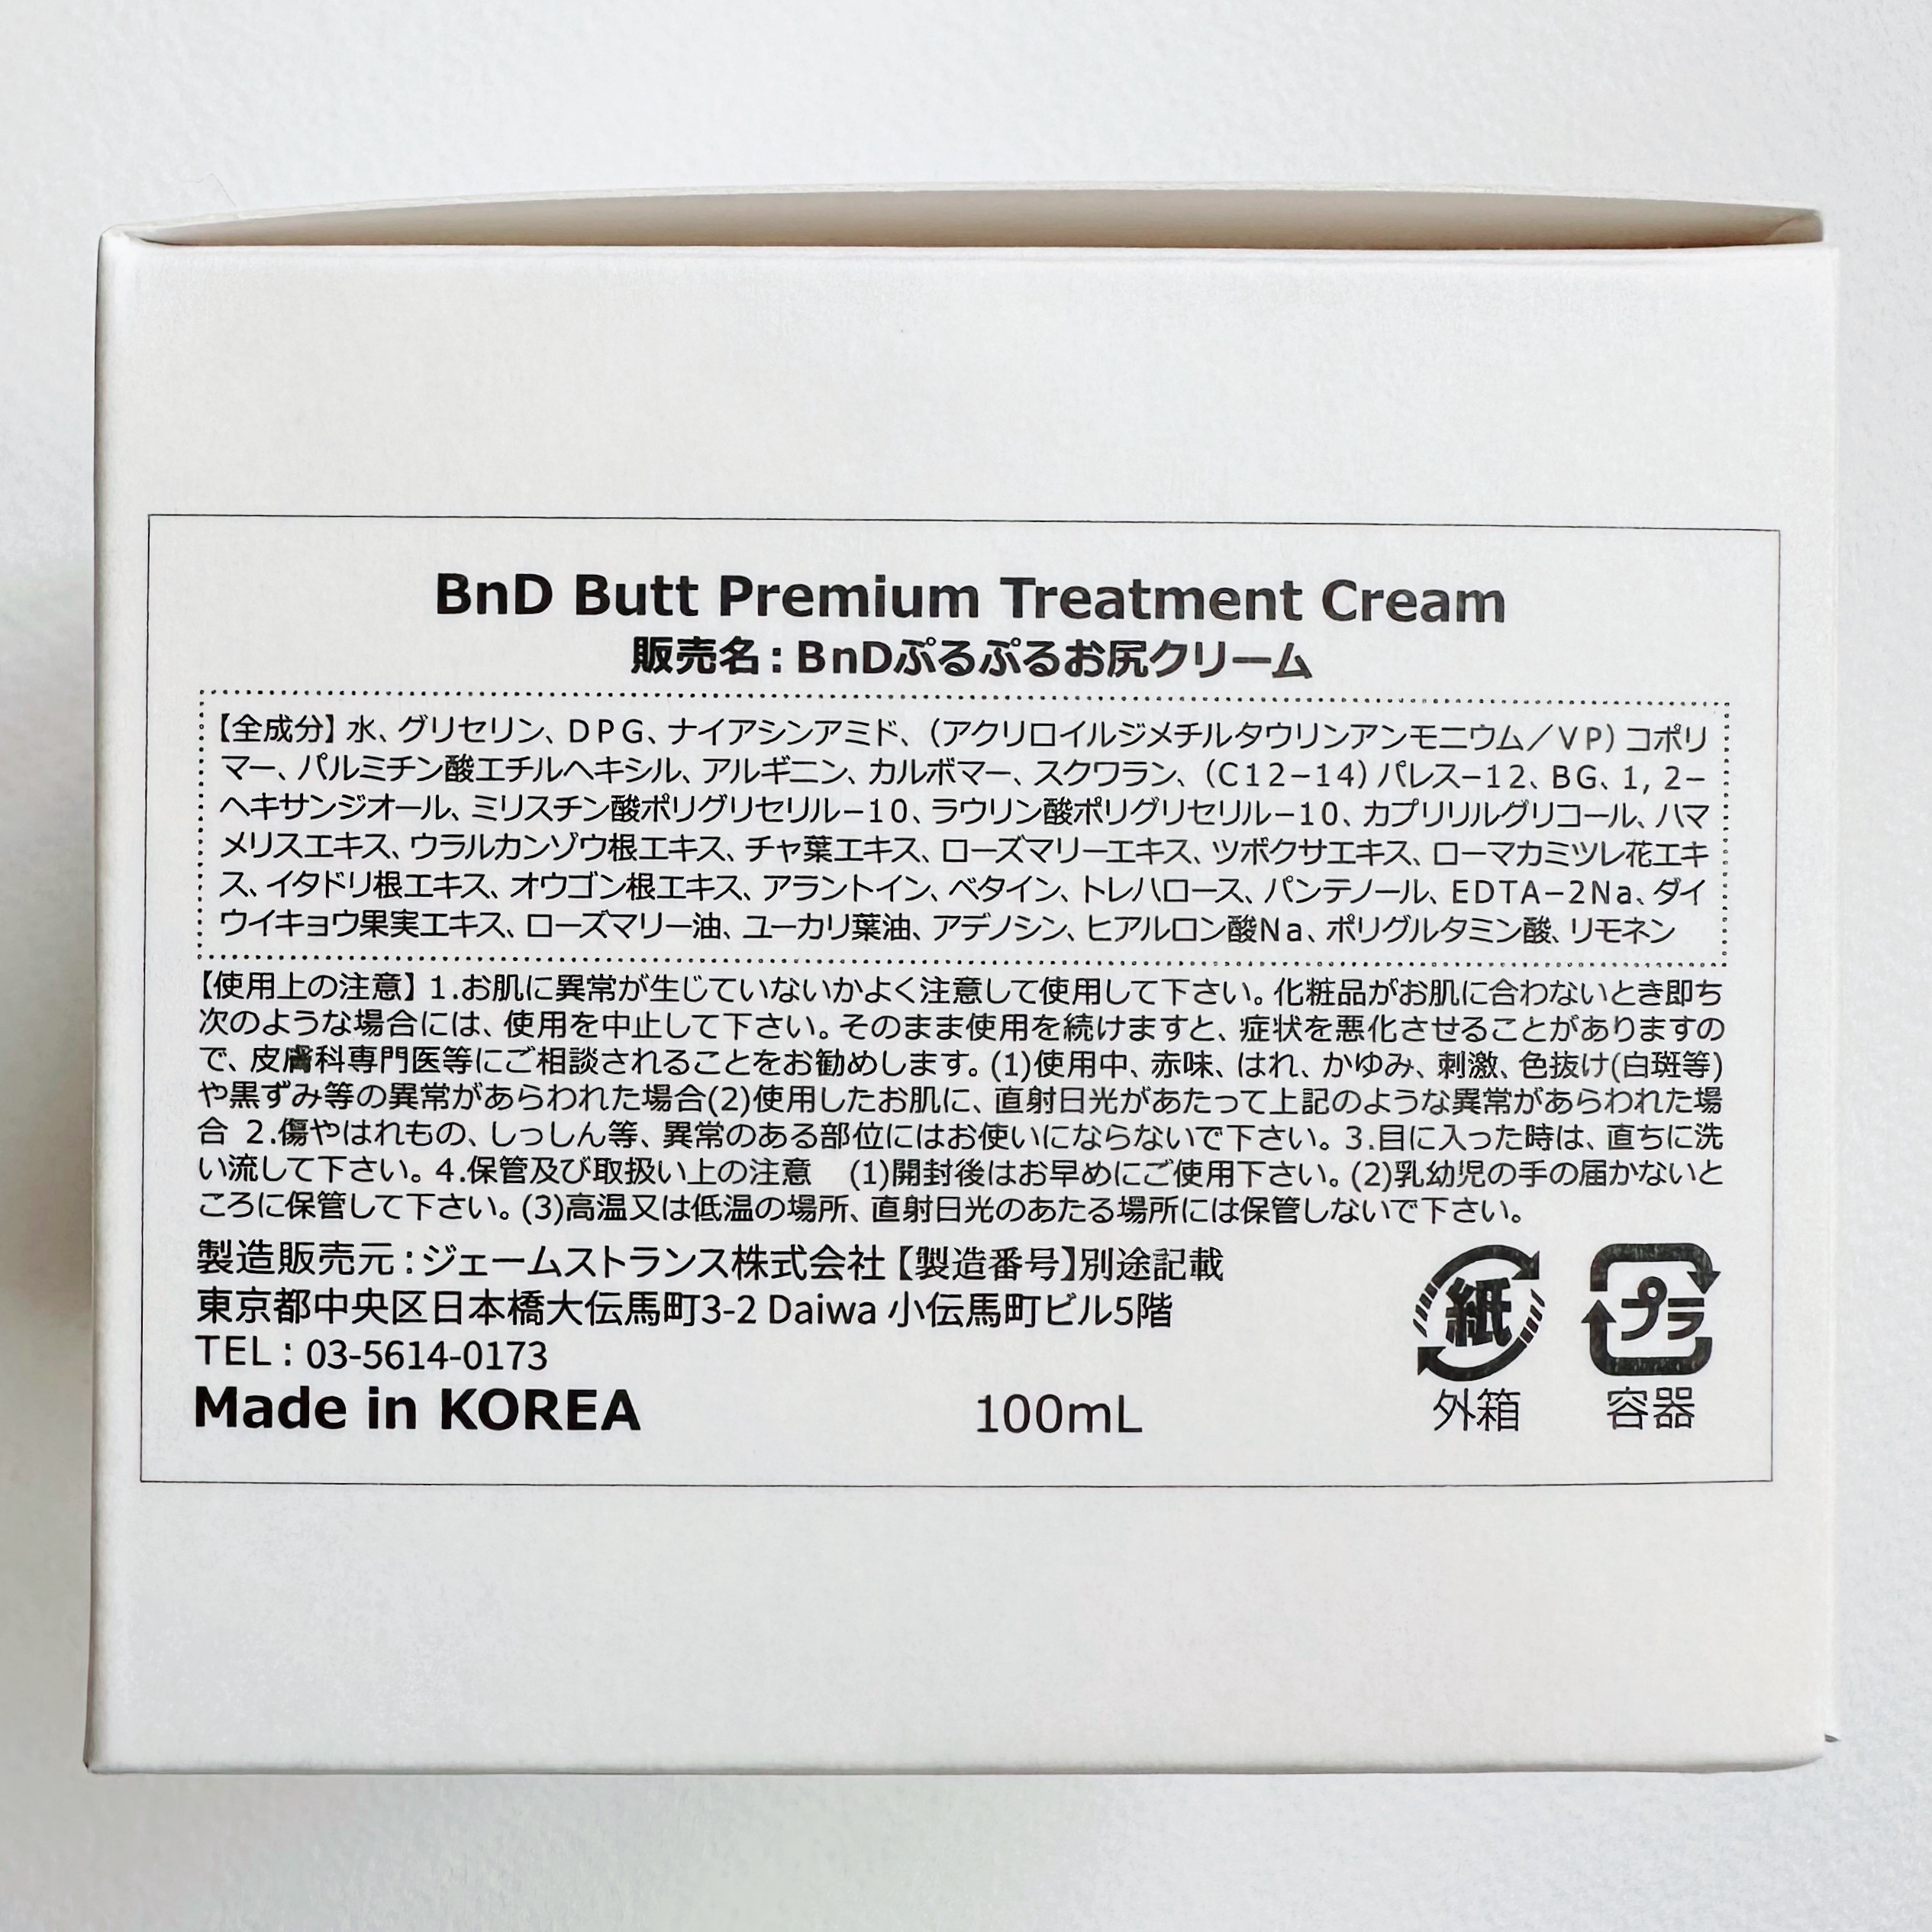 BnD Butt Premium Treatment Cream
販売名：BnDぷるぷるお尻クリーム
【全成分】水、グリセリン、DPG、ナイアシンアミド、（アクリロイルジメチルタウリンアンモニウム／VP）コポリ
マー、パルミチン酸エチルヘキシル、アルギニン、カルボマー、スクワラン、（C12−14）パレス−12、BG、1, 2−
ヘキサンジオール、ミリスチン酸ポリグリセリル−10、ラウリン酸ポリグリセリル−10、カプリリルグリコール、ハマ
メリスエキス、ウラルカンゾウ根エキス、チャ葉エキス、ローズマリーエキス、ツボクサエキス、ローマカミツレ花エキ
ス、イタドリ根エキス、オウゴン根エキス、アラントイン、ベタイン、トレハロース、パンテノール、EDTA−2Na、ダイ
ウイキョウ果実エキス、ローズマリー油、ユーカリ葉油、アデノシン、ヒアルロン酸Na、ポリグルタミン酸、リモネン
【使用上の注意】1.お肌に異常が生じていないかよく注意して使用して下さい。化粧品がお肌に合わないとき即ち
次のような場合には、使用を中止して下さい。そのまま使用を続けますと、症状を悪化させることがありますの
で、皮膚科専門医等にご相談されることをお勧めします。(1)使用中、赤味、はれ、かゆみ、刺激、色抜け(白斑等)
や黒ずみ等の異常があらわれた場合(2)使用したお肌に、直射日光があたって上記のような異常があらわれた場
合 2.傷やはれもの、しっしん等、異常のある部位にはお使いにならないで下さい。3.目に入った時は、直ちに洗
い流して下さい。4.保管及び取扱い上の注意　(1)開封後はお早めにご使用下さい。(2)乳幼児の手の届かないと
ころに保管して下さい。(3)高温又は低温の場所、直射日光のあたる場所には保管しないで下さい。
製造販売元：ジェームストランス株式会社【製造番号】別途記載
東京都中央区日本橋大伝馬町3-2 Daiwa 小伝馬町ビル5階
TEL：03-5614-0173
Made in KOREA
100mL
紙
外箱
プラ
容器